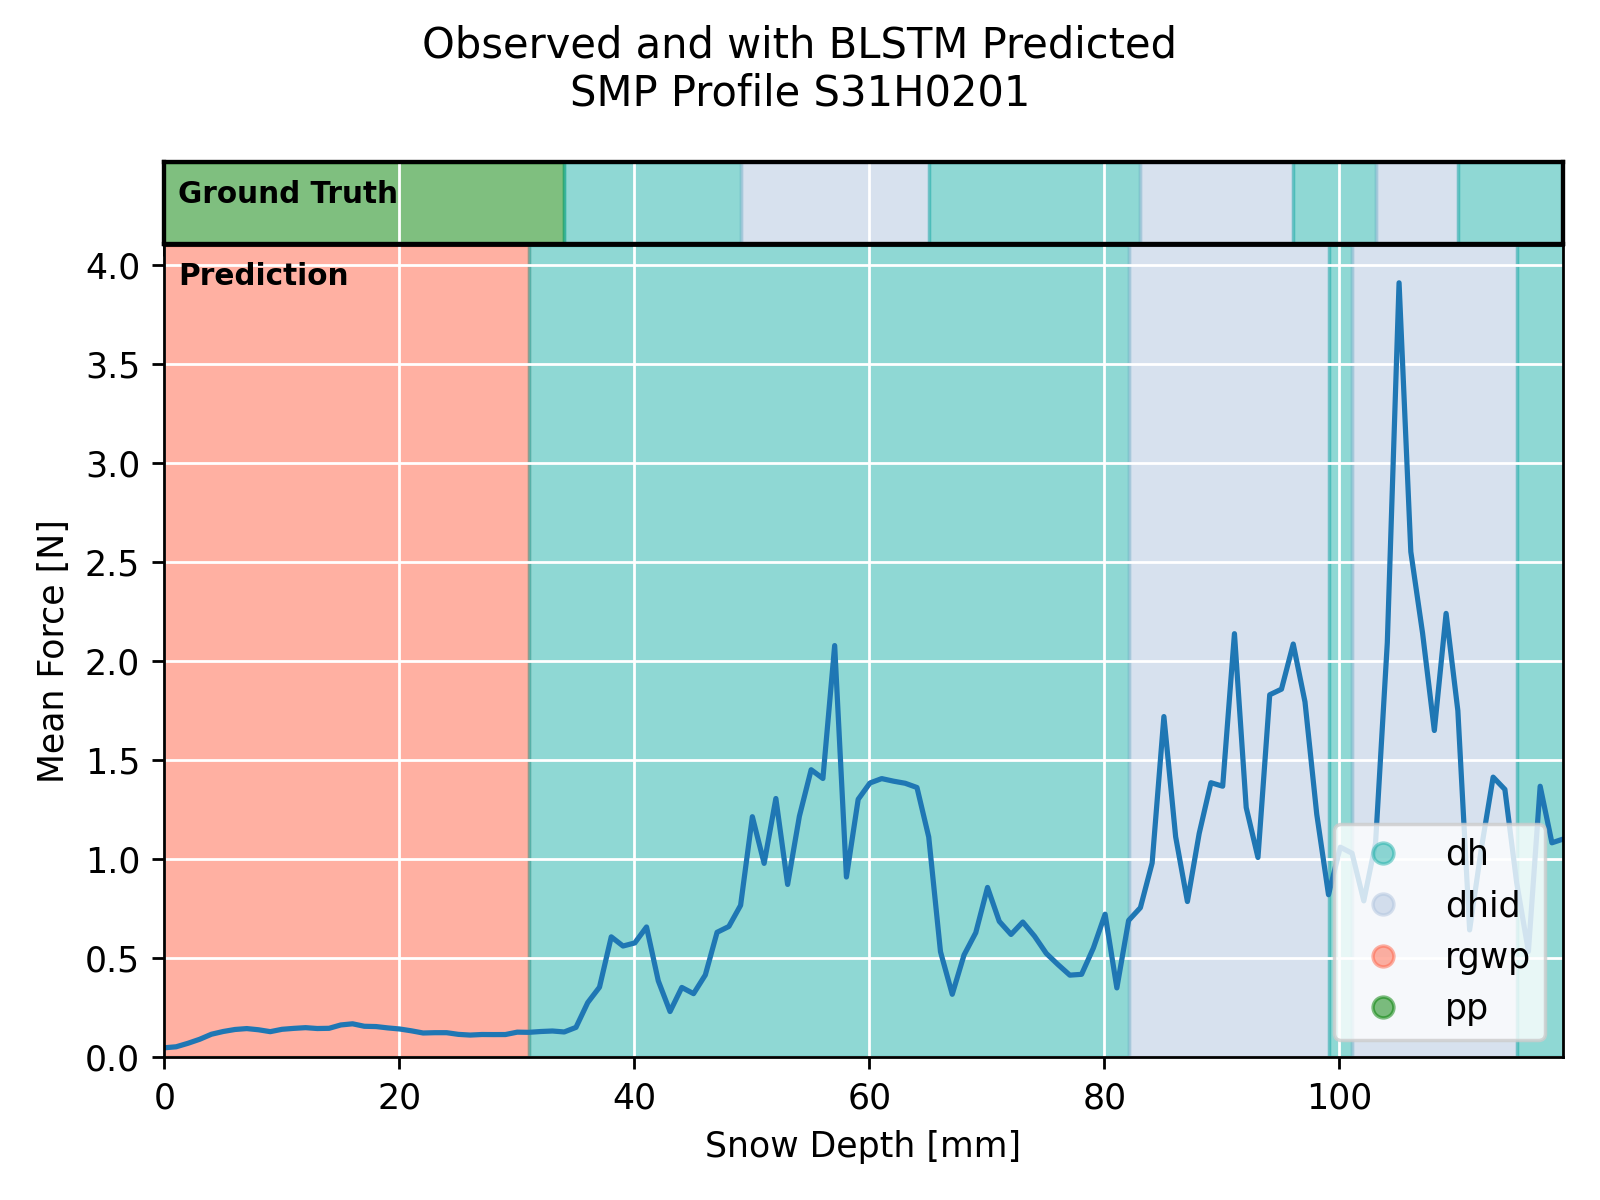 Observed and with BLSTM Predicted
SMP Profile S31H0201
Ground Truth
Prediction
4.0
3.5
3.0
2.5
2.0
1.5
1.0
0.5
0.0
Mean Force [N]
dh
dhid
rgwp
pp
0 20 40 60 80 100
Snow Depth [mm]